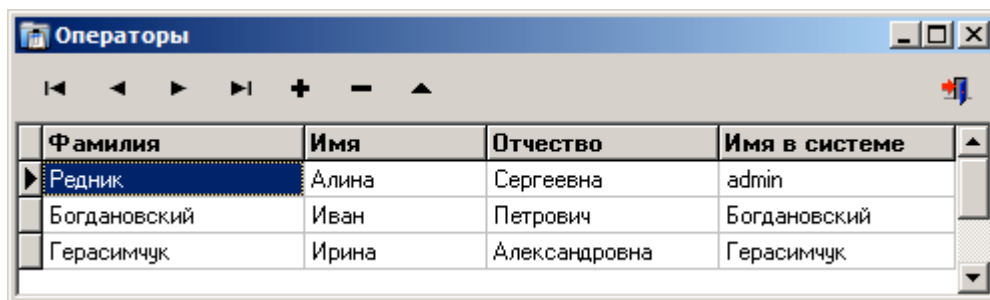 Операторы
Фамилия Имя Отчество Имя в системе
Редник Алина Сергеевна admin
Богдановский Иван Петрович Богдановский
Герасимчук Ирина Александровна Герасимчук